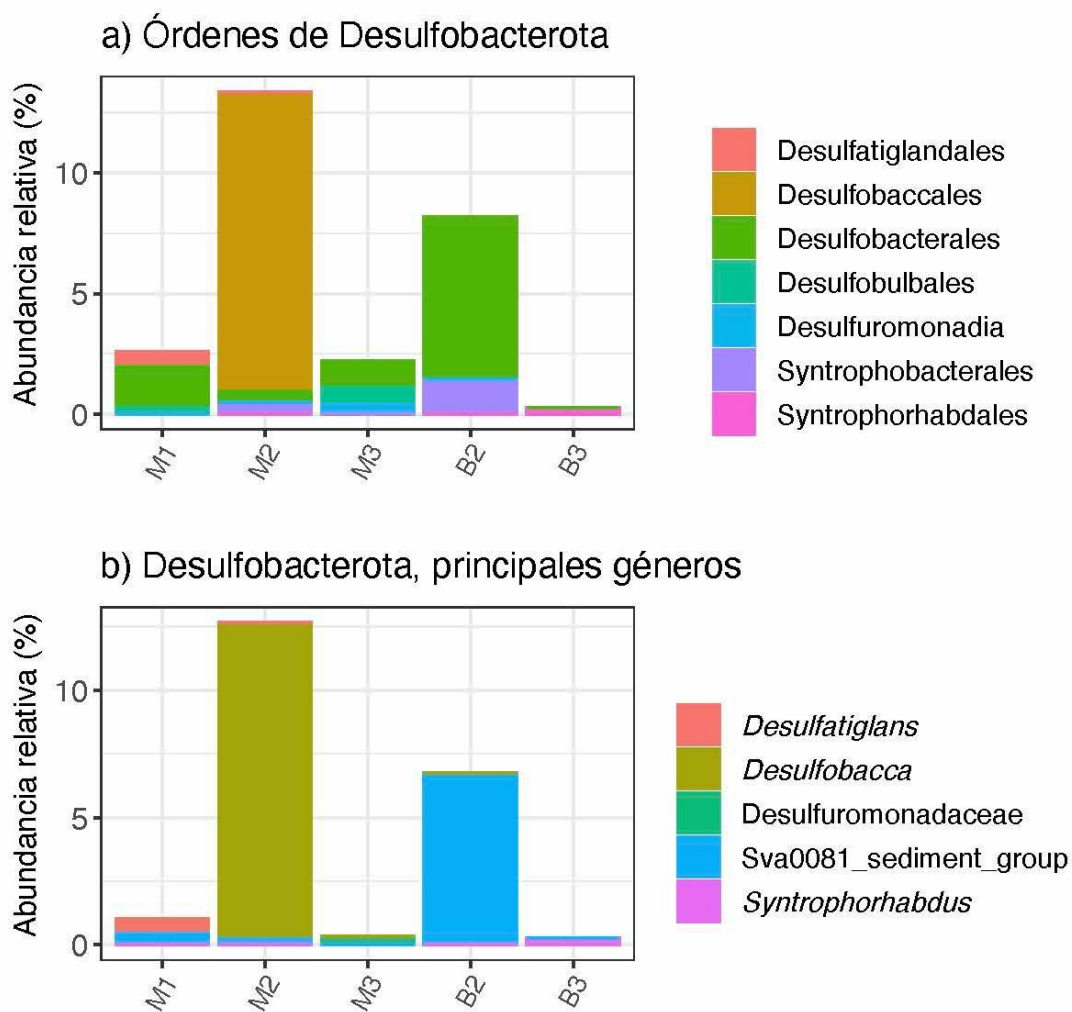 a) Órdenes de Desulfobacterota
Abundancia relativa (%)
10
5
0
M1
M2
M3
B2
B3
Desulfatiglandales
Desulfobaccales
Desulfobacterales
Desulfobulbales
Desulfuromonadia
Syntrophobacterales
Syntrophorhabdales
b) Desulfobacterota, principales géneros
Abundancia relativa (%)
10
5
0
M1
M2
M3
B2
B3
Desulfatiglans
Desulfobacca
Desulfuromonadaceae
Sva0081_sediment_group
Syntrophorhabdus